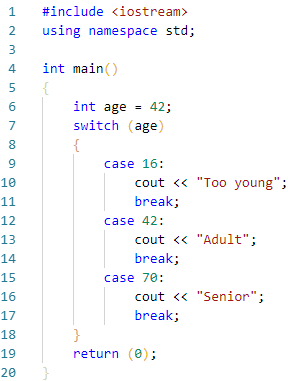 1 #include <iostream>
2 using namespace std;
3
4 int main()
5 {
6     int age = 42;
7     switch (age)
8     {
9         case 16:
10             cout << "Too young";
11             break;
12         case 42:
13             cout << "Adult";
14             break;
15         case 70:
16             cout << "Senior";
17             break;
18     }
19     return (0);
20 }